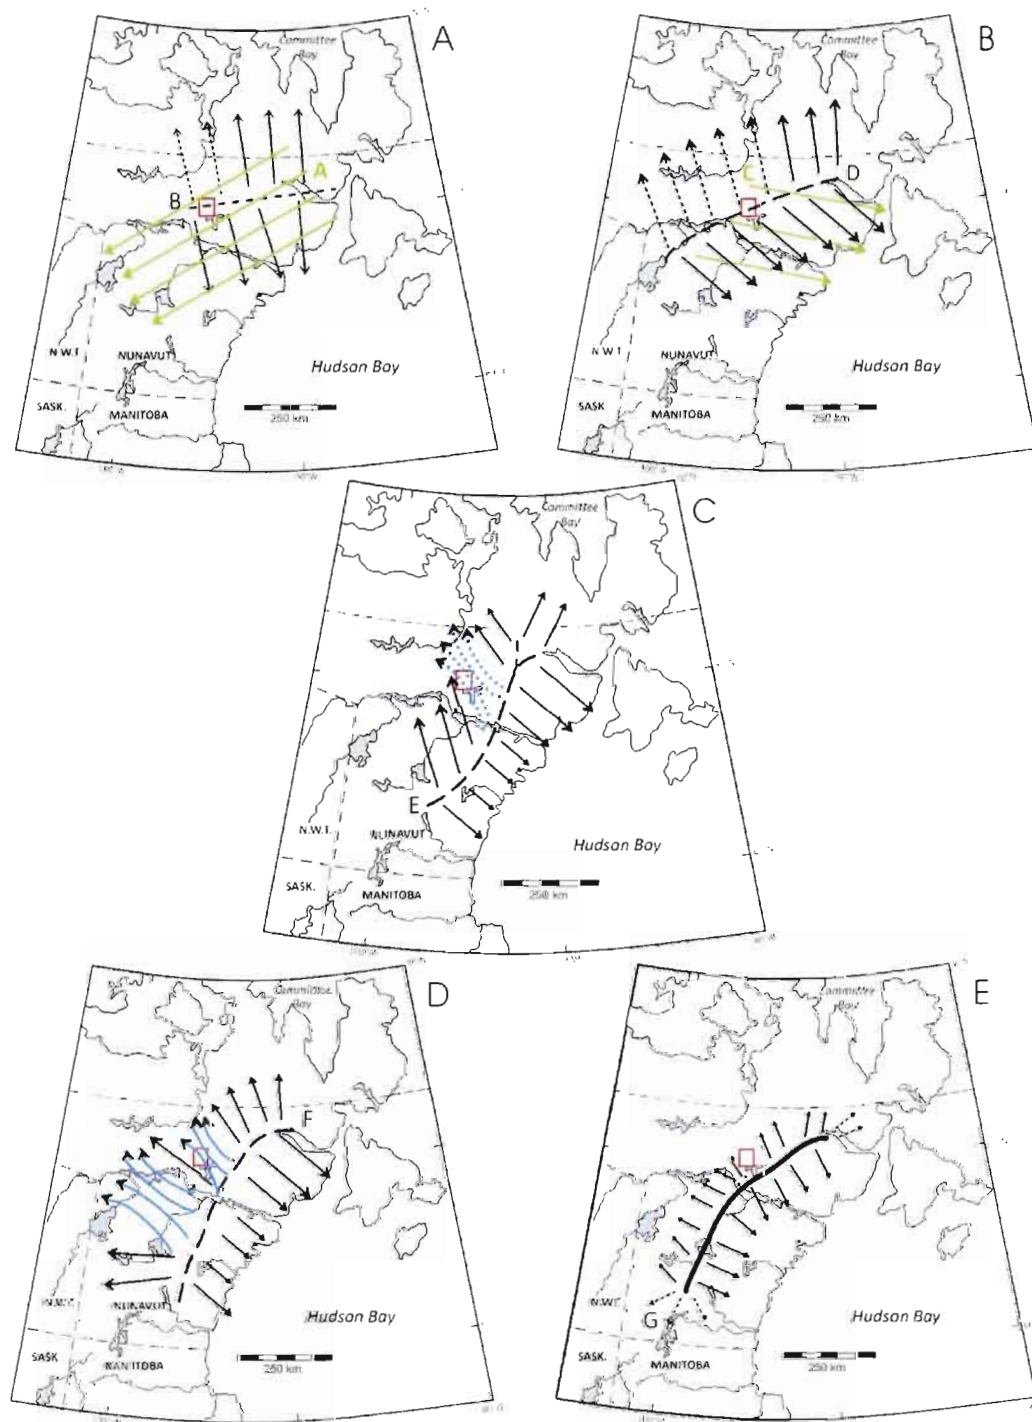 A
Committee
Bay
A
B
N.W.T.
NUNAVUT
Hudson Bay
SASK.
MANITOBA
250 km
B
Committee
Bay
C
D
N.W.T.
NUNAVUT
Hudson Bay
SASK.
MANITOBA
250 km
C
Committee
Bay
E
N.W.T.
NUNAVUT
Hudson Bay
SASK.
MANITOBA
250 km
D
Committee
Bay
F
N.W.T.
NUNAVUT
Hudson Bay
SASK
MANITOBA
250 km
E
Committee
Bay
G
N.W.T.
Hudson Bay
SASK.
MANITOBA
250 km